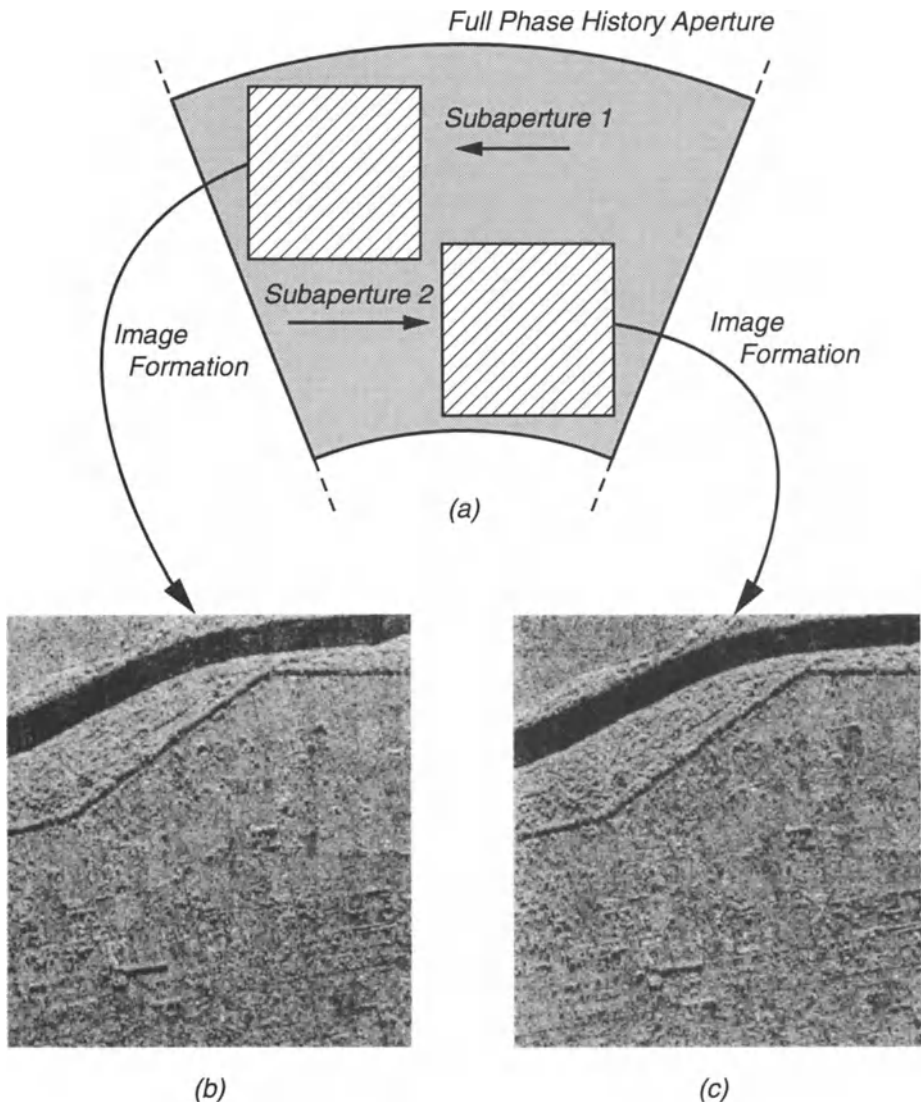 Full Phase History Aperture
Subaperture 1
Subaperture 2
Image
Formation
Image
Formation
(a)
(b)
(c)